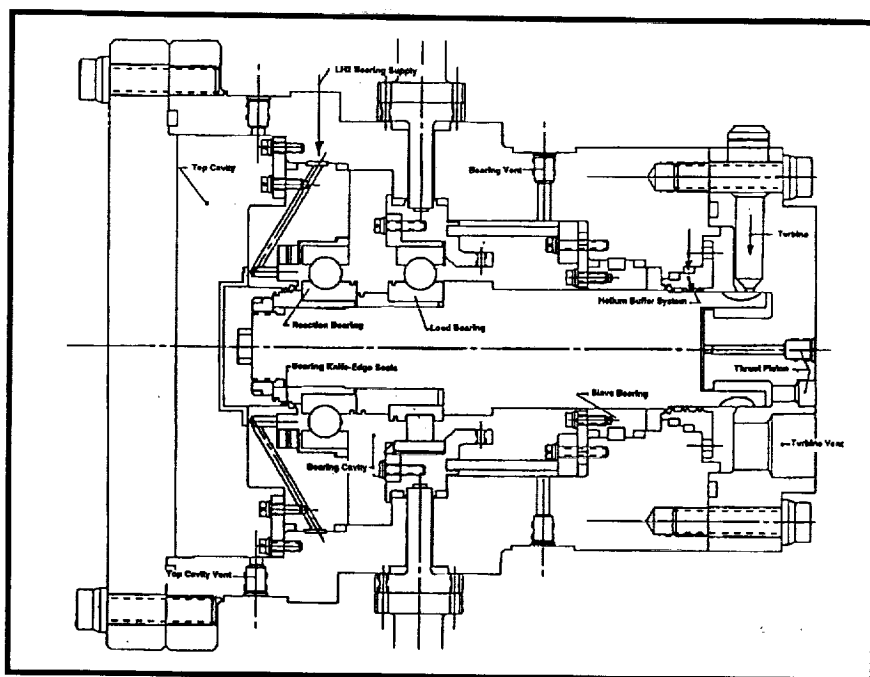 LH2 Bearing Supply
Top Cavity
Bearing Vent
Turbine
Helium Buffer System
Reaction Bearing
Load Bearing
Thrust Piston
Bearing Knife-Edge Seals
Slave Bearing
Turbine Vent
Bearing Cavity
Top Cavity Vent